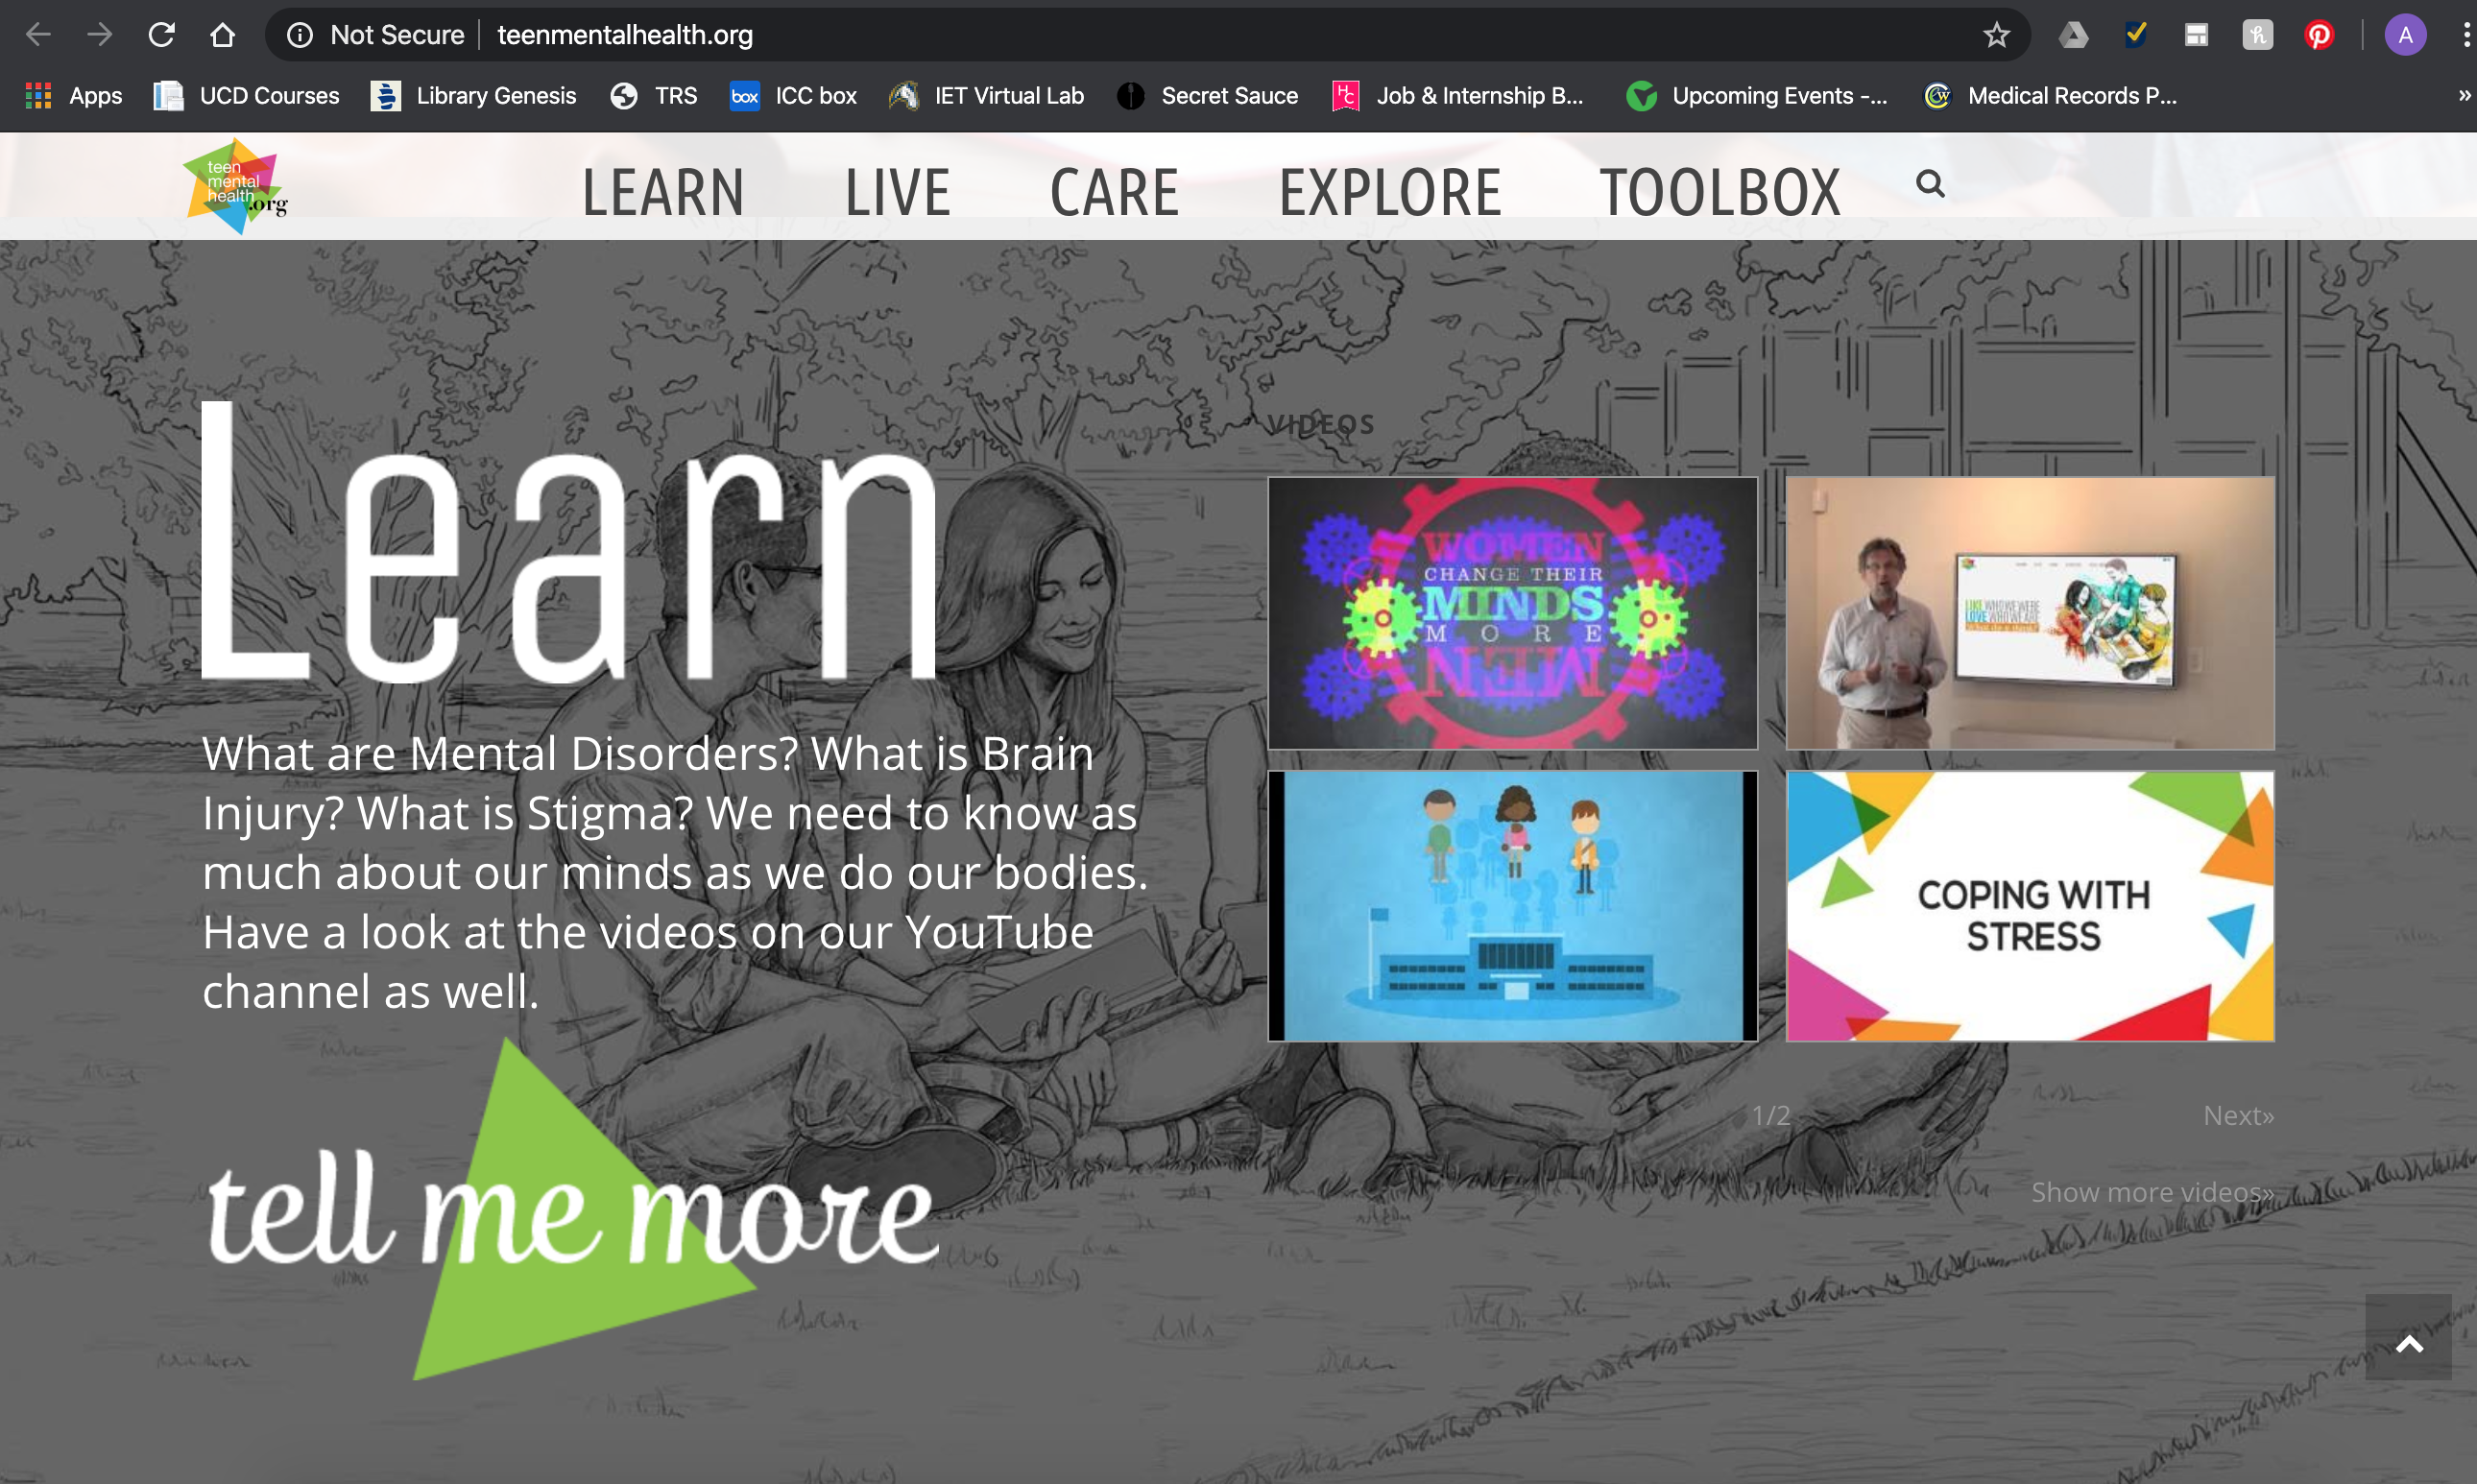 Not Secure teenmentalhealth.org A
Apps UCD Courses Library Genesis TRS box ICC box IET Virtual Lab Secret Sauce HC Job & Internship B... Upcoming Events -... CW Medical Records P... »
teen
mental
health
.org
LEARN LIVE CARE EXPLORE TOOLBOX
Learn
What are Mental Disorders? What is Brain
Injury? What is Stigma? We need to know as
much about our minds as we do our bodies.
Have a look at the videos on our YouTube
channel as well.
tell me more
VIDEOS
WOMEN
CHANGE THEIR
MINDS
MORE
MEN
LIKE WHO WE WERE
LOVE WHO WE ARE
COPING WITH
STRESS
1/2 Next»
Show more videos»